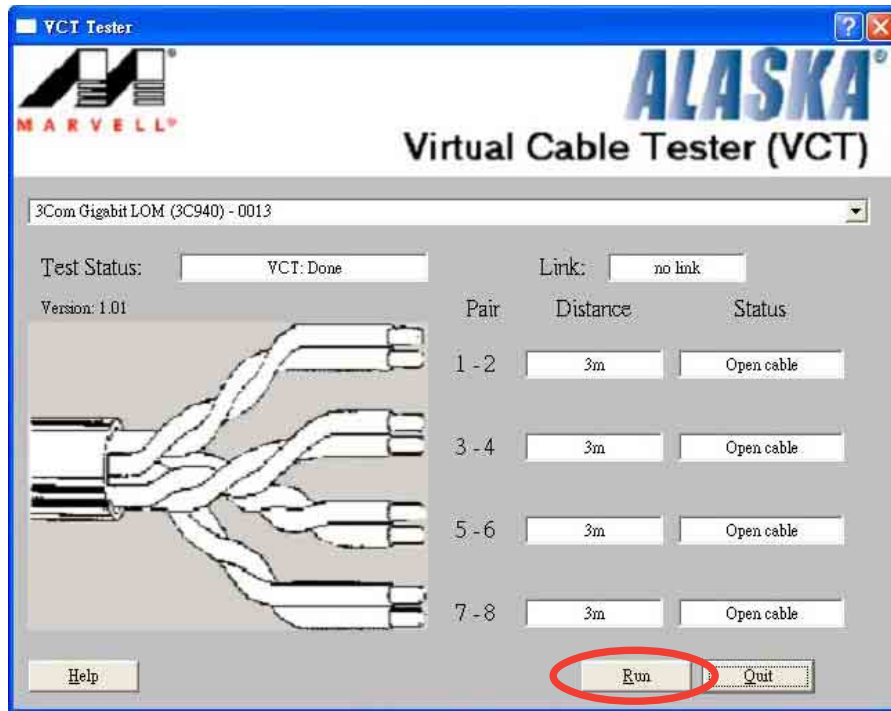 VCT Tester
MARVELL®
ALASKA®
Virtual Cable Tester (VCT)
3Com Gigabit LOM (3C940) - 0013
Test Status: VCT: Done Link: no link
Version: 1.01 Pair Distance Status
1 - 2 3m Open cable
3 - 4 3m Open cable
5 - 6 3m Open cable
7 - 8 3m Open cable
Help Run Quit